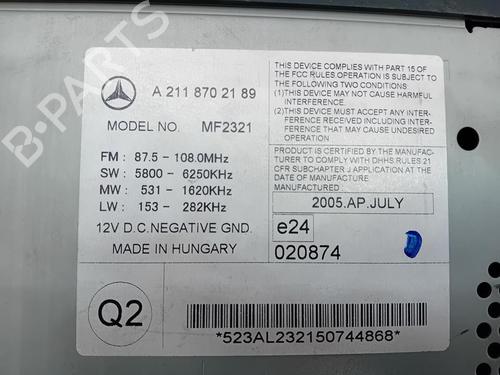 A 211 870 21 89
MODEL NO. MF2321
FM : 87.5 - 108.0MHz
SW : 5800 - 6250KHz
MW : 531 - 1620KHz
LW : 153 - 282KHz
12V D.C.NEGATIVE GND.
MADE IN HUNGARY
THIS DEVICE COMPLIES WITH PART 15 OF
THE FCC RULES OPERATION IS SUBJECT
TO THE FOLLOWING TWO CONDITIONS
(1)THIS DEVICE MAY NOT CAUSE HARMFUL
INTERFERENCE
(2)THIS DEVICE MUST ACCEPT ANY INTER-
FERENCE RECEIVED INCLUDING INTERFER-
ENCE THAT MAY CAUSE UNDESIRED
OPERATION
PRODUCT IS CERTIFIED BY THE MANUFAC-
TURER TO COMPLY WITH DHHS RULES 21
CFR SUBCHAPTER J APPLICABLE AT THE
DATE OF MANUFACTURE
MANUFACTURED :
2005.AP.JULY
e24
020874
Q2
*523AL232150744868*
B-PARTS